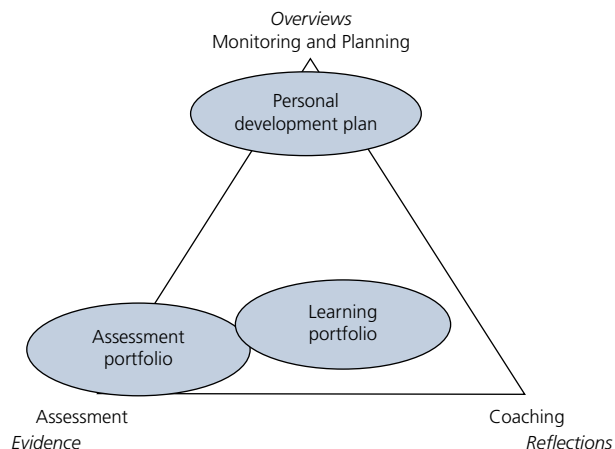 Overviews
Monitoring and Planning
Personal
development plan
Learning
portfolio
Assessment
portfolio
Assessment
Evidence
Coaching
Reflections